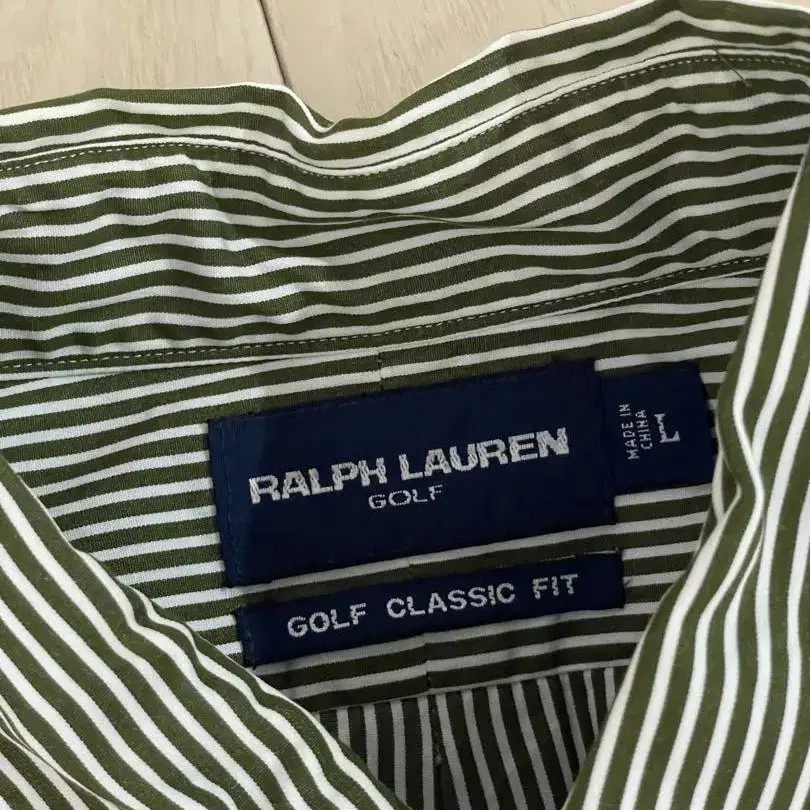 RALPH LAUREN
GOLF
MADE IN
CHINA
L
GOLF CLASSIC FIT